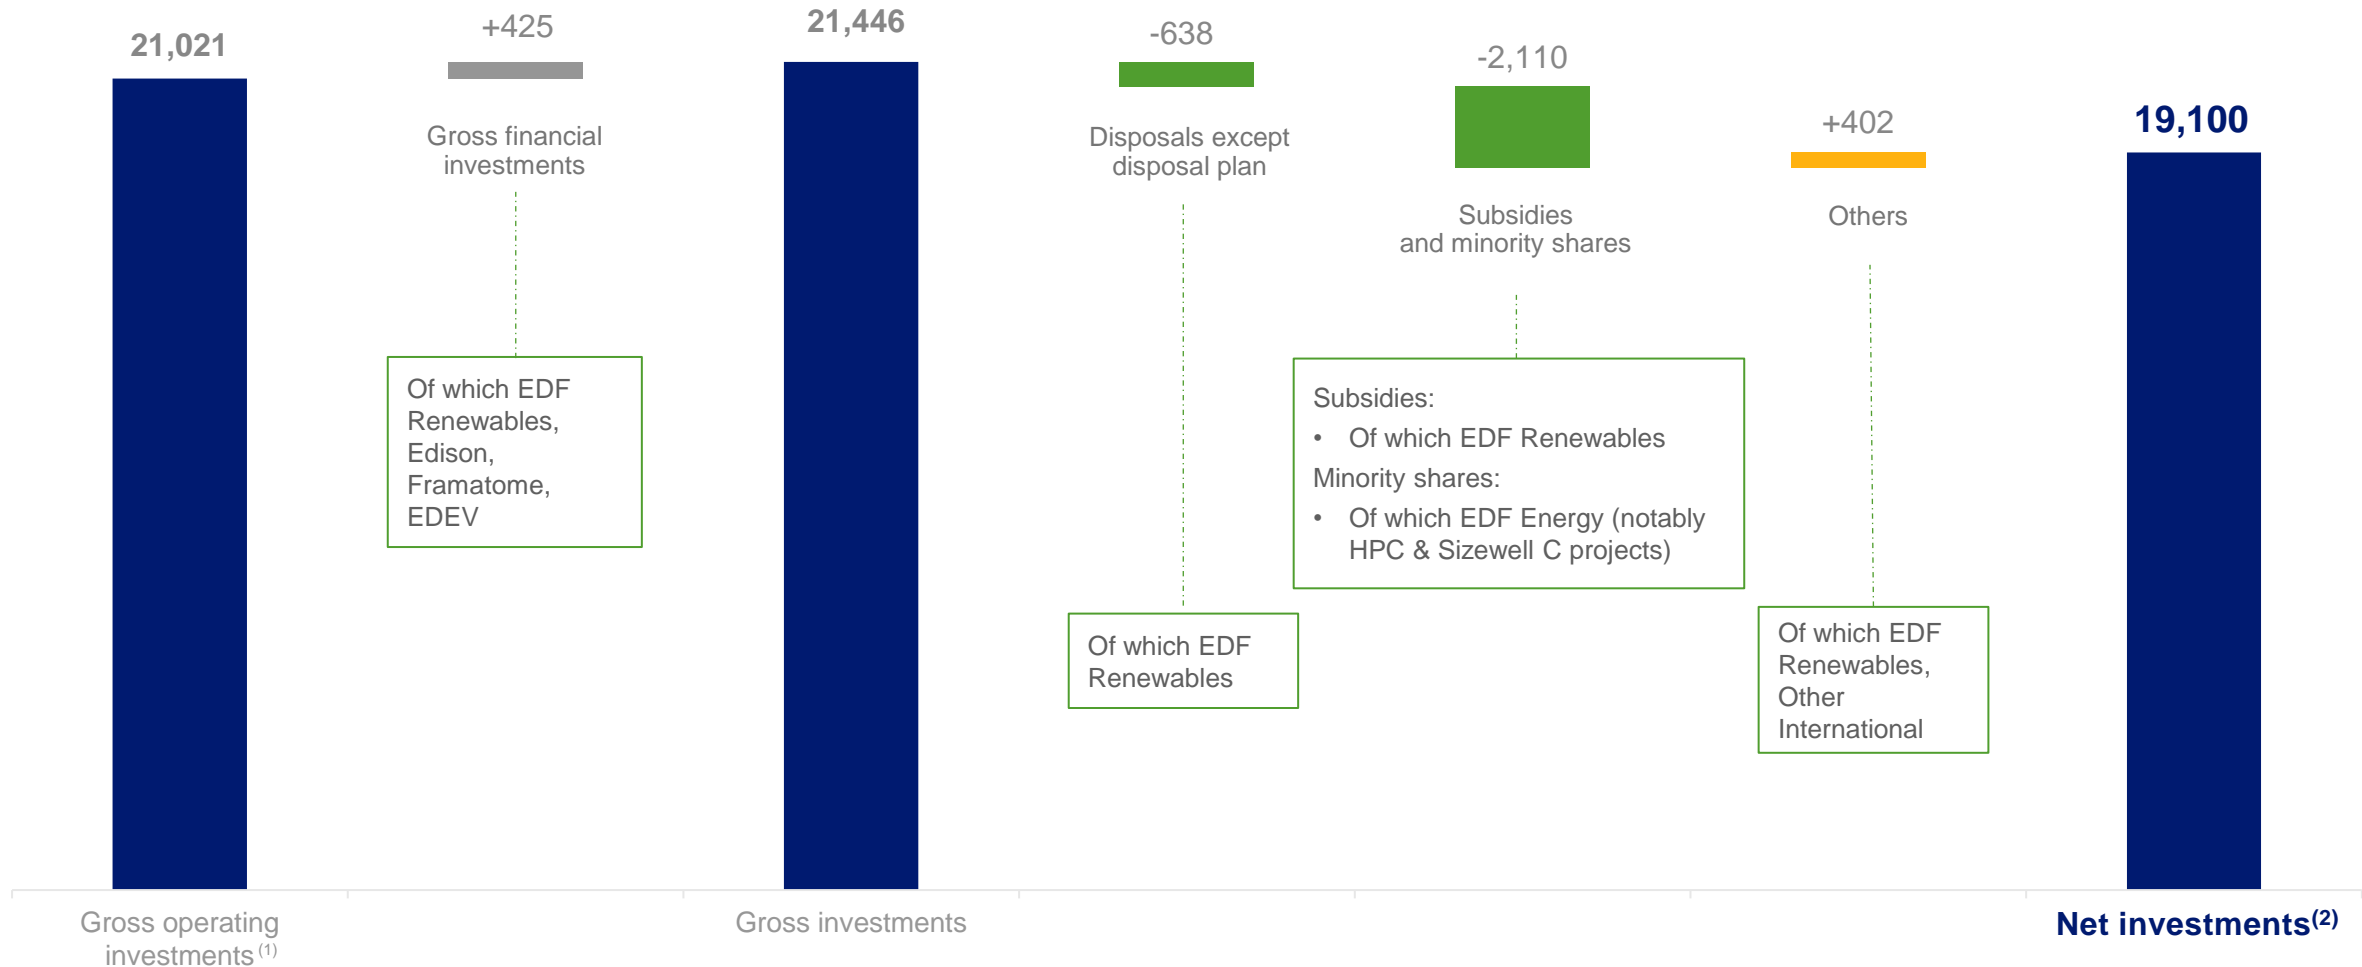 21,021
+425
21,446
-638
-2,110
+402
19,100
Gross financial
investments
Disposals except
disposal plan
Subsidies
and minority shares
Others
Of which EDF
Renewables,
Edison,
Framatome,
EDEV
Of which EDF
Renewables
Subsidies:
• Of which EDF Renewables
Minority shares:
• Of which EDF Energy (notably
HPC & Sizewell C projects)
Of which EDF
Renewables,
Other
International
Gross operating
investments (1)
Gross investments
Net investments(2)